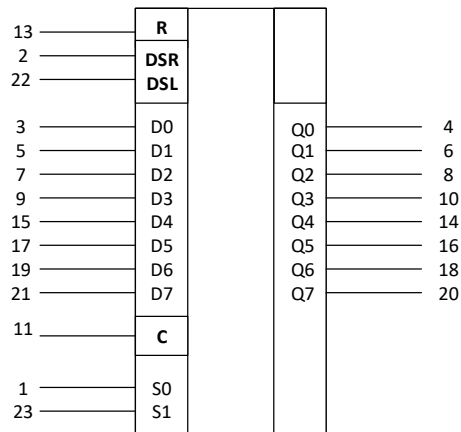 13 R
2 DSR
22 DSL
3 D0 Q0 4
5 D1 Q1 6
7 D2 Q2 8
9 D3 Q3 10
15 D4 Q4 14
17 D5 Q5 16
19 D6 Q6 18
21 D7 Q7 20
11 C
1 S0
23 S1